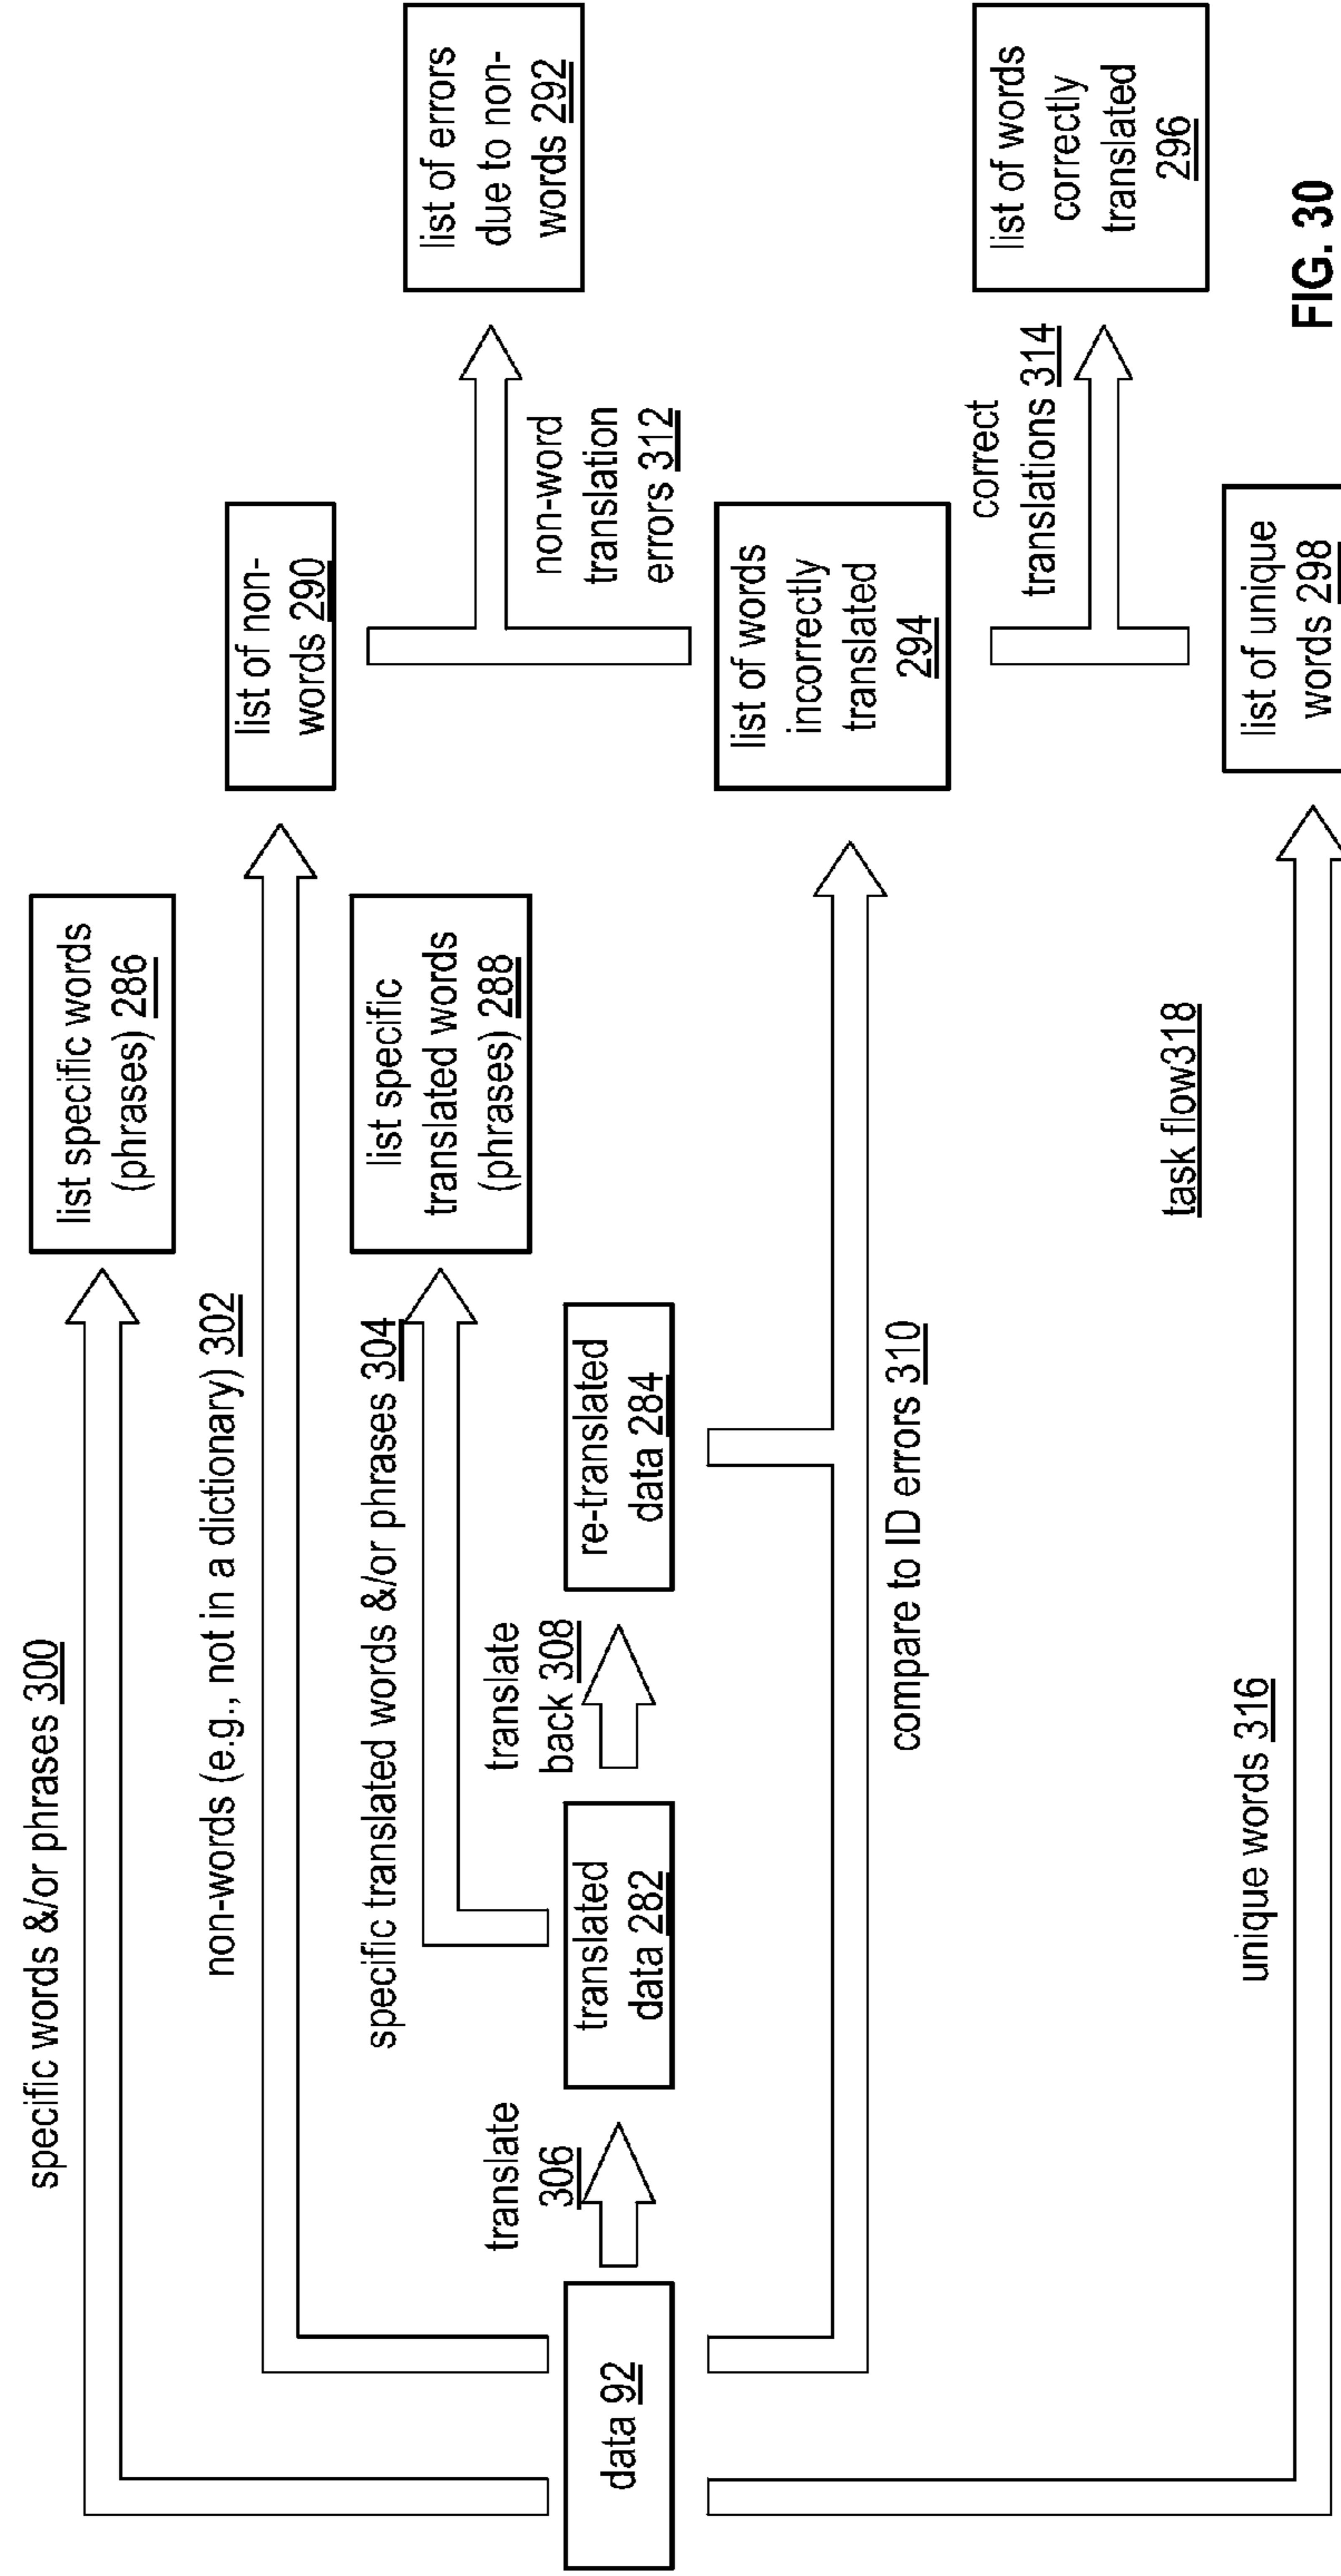 specific words &/or phrases 300
list specific words
(phrases) 286
non-words (e.g., not in a dictionary) 302
list of non-
words 290
list of errors
due to non-
words 292
specific translated words &/or phrases 304
list specific
translated words
(phrases) 288
non-word
translation
errors 312
translate
306
translate
back 308
data 92
translated
data 282
re-translated
data 284
list of words
incorrectly
translated
294
compare to ID errors 310
correct
translations 314
list of words
correctly
translated
296
task flow318
unique words 316
list of unique
words 298
FIG. 30